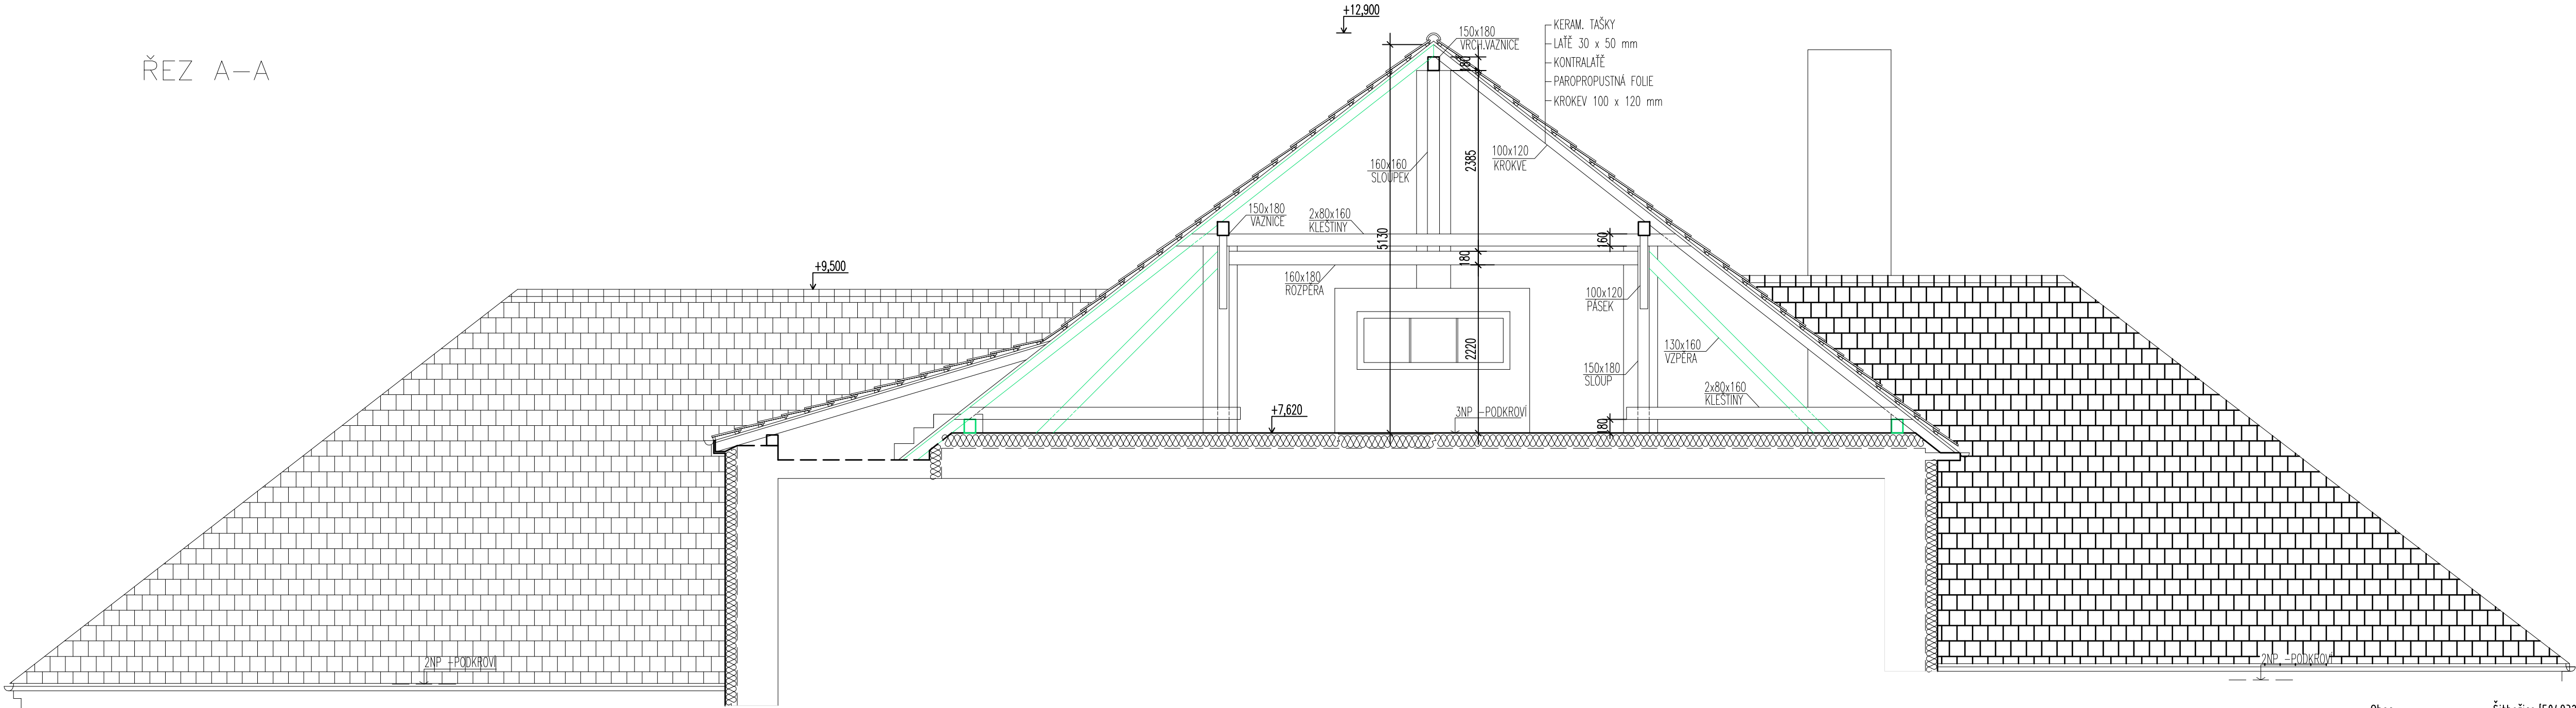 ŘEZ A-A
+12,900
150x180
VRCH.VAZNICE
KERAM. TAŠKY
LAŤĚ 30 x 50 mm
KONTRALAŤĚ
PAROPROPUSTNÁ FOLIE
KROKEV 100 x 120 mm
180
2385
5130
160x160
SLOUPEK
100x120
KROKVE
150x180
VAZNICE
2x80x160
KLEŠTINY
160
180
+9,500
160x180
ROZPĚRA
100x120
PÁSEK
2220
130x160
VZPĚRA
150x180
SLOUP
2x80x160
KLEŠTINY
+7,620
3NP -PODKROVÍ
180
2NP -PODKROVÍ
2NP -PODKROVÍ